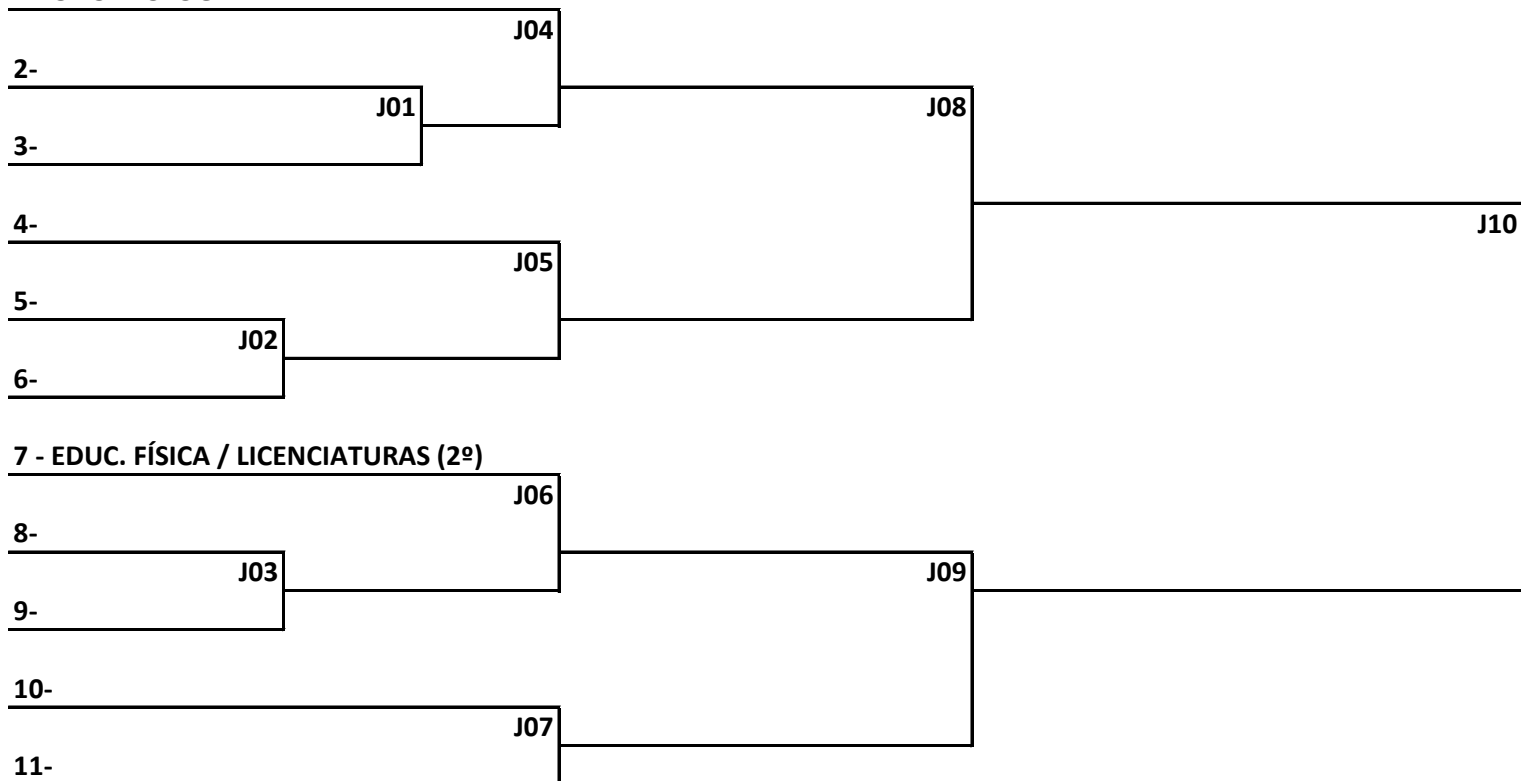 J04
2-
J01
J08
3-
4-
J10
J05
5-
J02
6-
7 - EDUC. FÍSICA / LICENCIATURAS (2º)
J06
8-
J03
J09
9-
10-
J07
11-